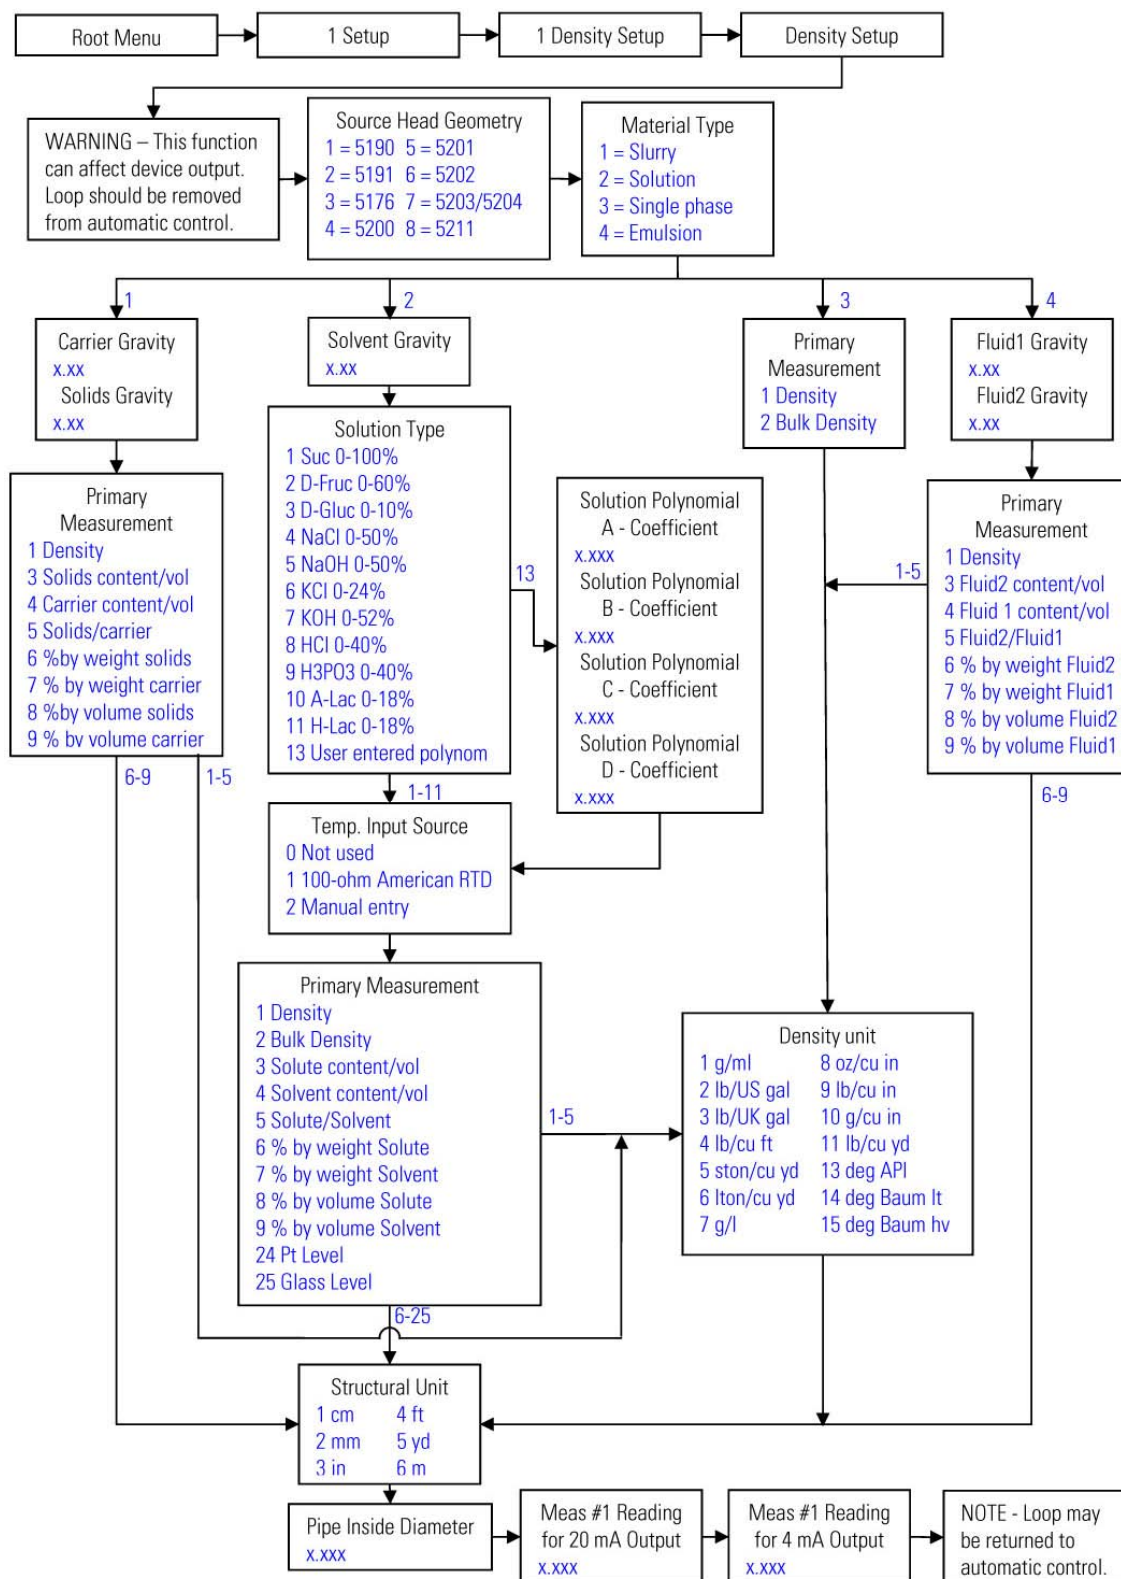 Root Menu
1 Setup
1 Density Setup
Density Setup
WARNING – This function
can affect device output.
Loop should be removed
from automatic control.
Source Head Geometry
1 = 5190 5 = 5201
2 = 5191 6 = 5202
3 = 5176 7 = 5203/5204
4 = 5200 8 = 5211
Material Type
1 = Slurry
2 = Solution
3 = Single phase
4 = Emulsion
1
2
3
4
Carrier Gravity
x.xx
Solids Gravity
x.xx
Primary
Measurement
1 Density
3 Solids content/vol
4 Carrier content/vol
5 Solids/carrier
6 %by weight solids
7 % by weight carrier
8 %by volume solids
9 % by volume carrier
6-9
1-5
Solvent Gravity
x.xx
Solution Type
1 Suc 0-100%
2 D-Fruc 0-60%
3 D-Gluc 0-10%
4 NaCl 0-50%
5 NaOH 0-50%
6 KCl 0-24%
7 KOH 0-52%
8 HCl 0-40%
9 H3PO3 0-40%
10 A-Lac 0-18%
11 H-Lac 0-18%
13 User entered polynom
13
1-11
Solution Polynomial
A - Coefficient
x.xxx
Solution Polynomial
B - Coefficient
x.xxx
Solution Polynomial
C - Coefficient
x.xxx
Solution Polynomial
D - Coefficient
x.xxx
Temp. Input Source
0 Not used
1 100-ohm American RTD
2 Manual entry
Primary Measurement
1 Density
2 Bulk Density
3 Solute content/vol
4 Solvent content/vol
5 Solute/Solvent
6 % by weight Solute
7 % by weight Solvent
8 % by volume Solute
9 % by volume Solvent
24 Pt Level
25 Glass Level
1-5
6-25
Primary
Measurement
1 Density
2 Bulk Density
Fluid1 Gravity
x.xx
Fluid2 Gravity
x.xx
Primary
Measurement
1 Density
3 Fluid2 content/vol
4 Fluid 1 content/vol
5 Fluid2/Fluid1
6 % by weight Fluid2
7 % by weight Fluid1
8 % by volume Fluid2
9 % by volume Fluid1
1-5
6-9
Density unit
1 g/ml 8 oz/cu in
2 lb/US gal 9 lb/cu in
3 lb/UK gal 10 g/cu in
4 lb/cu ft 11 lb/cu yd
5 ston/cu yd 13 deg API
6 lton/cu yd 14 deg Baum lt
7 g/l 15 deg Baum hv
Structural Unit
1 cm 4 ft
2 mm 5 yd
3 in 6 m
Pipe Inside Diameter
x.xxx
Meas #1 Reading
for 20 mA Output
x.xxx
Meas #1 Reading
for 4 mA Output
x.xxx
NOTE - Loop may
be returned to
automatic control.